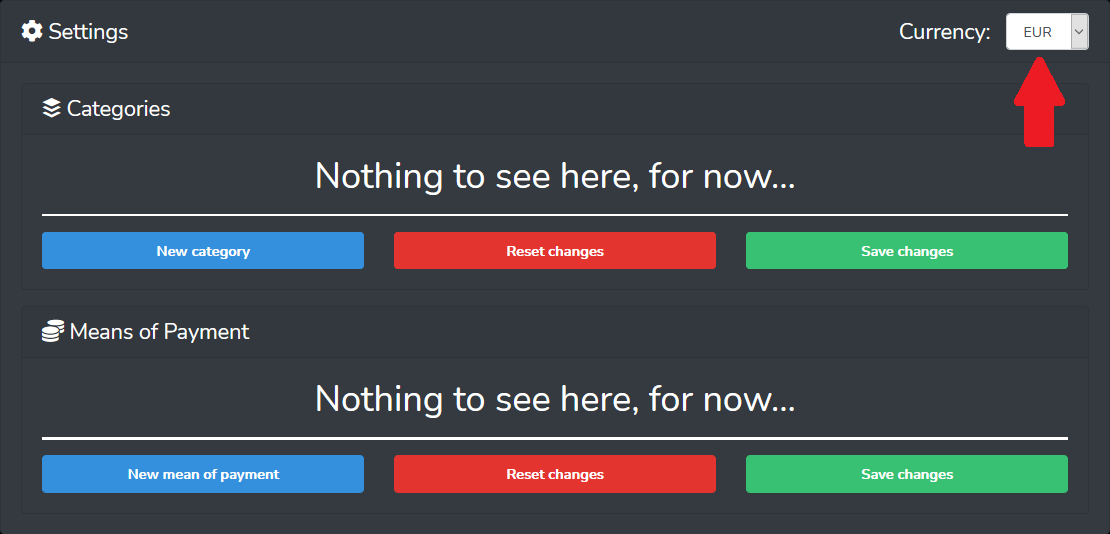 Settings
Currency: EUR
Categories
Nothing to see here, for now...
New category Reset changes Save changes
Means of Payment
Nothing to see here, for now...
New mean of payment Reset changes Save changes